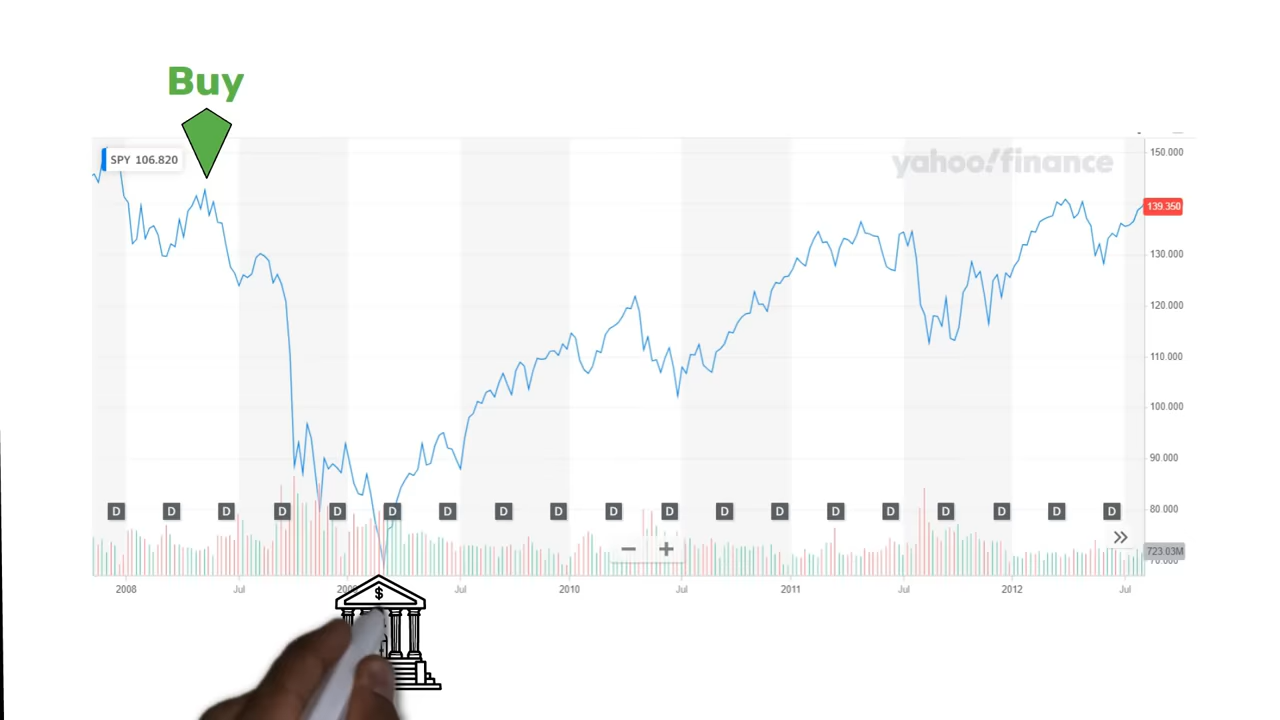 Buy
SPY 106.820
yahoo!finance
150.000
139.350
130.000
120.000
110.000
100.000
90.000
D D D D D D D D D D D D D D D D D D D
80.000
723.03M
2008 Jul Jul 2010 Jul 2011 Jul 2012 Jul
$